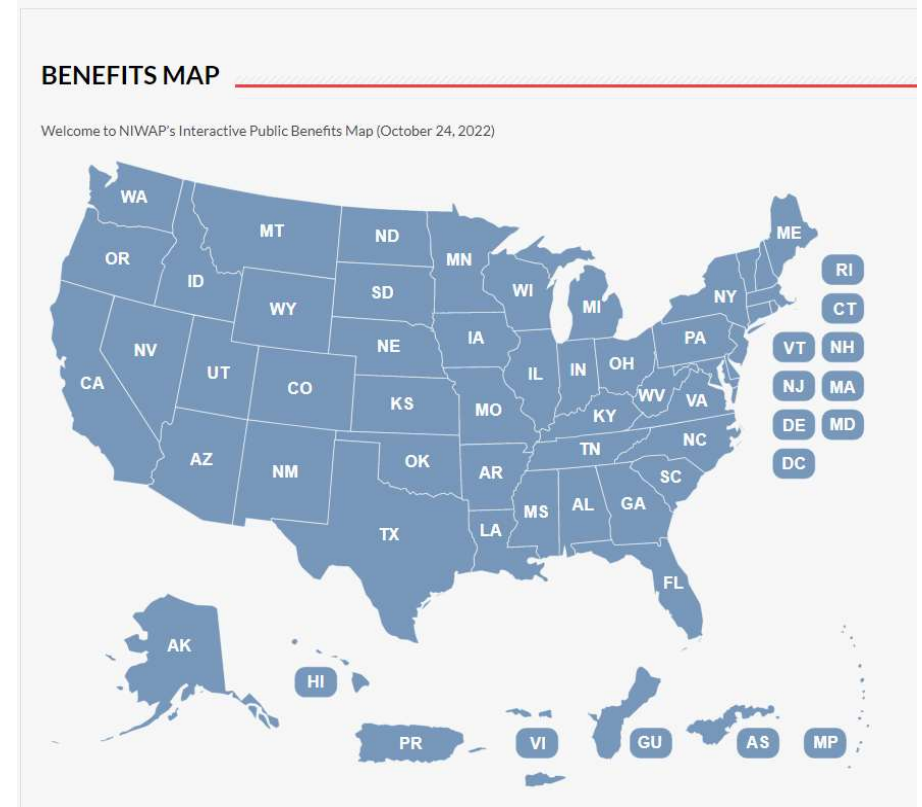 BENEFITS MAP
Welcome to NIWAP's Interactive Public Benefits Map (October 24, 2022)
WA
MT
ND
MN
ME
OR
ID
WY
SD
WI
MI
NY
RI
CT
NV
UT
CO
NE
IA
IL
IN
OH
PA
VT
NH
CA
KS
MO
KY
WV
VA
NJ
MA
AZ
NM
OK
AR
TN
NC
DE
MD
DC
TX
LA
MS
AL
GA
SC
FL
AK
HI
PR
VI
GU
AS
MP